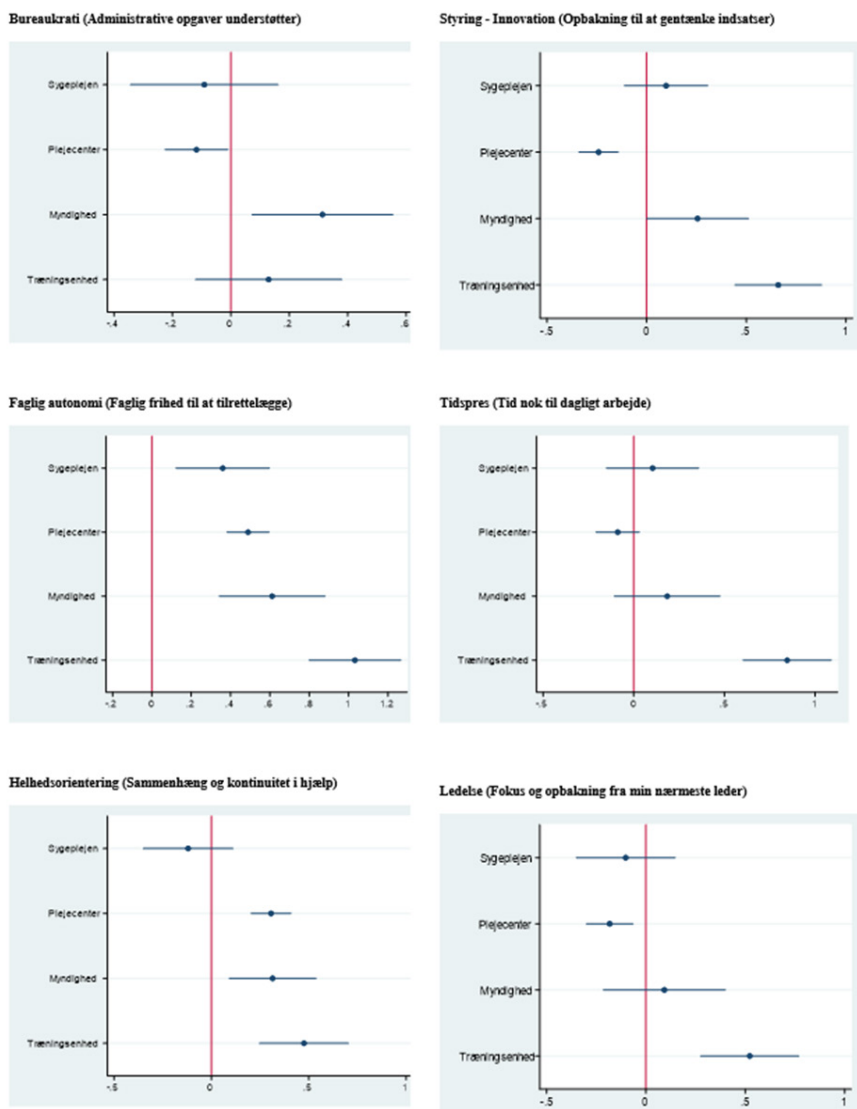 Bureaukrati (Administrative opgaver understøtter)
Sygeplejen
Plejecenter
Myndighed
Træningsenhed
-.4 -.2 0 .2 .4 .6
Styring - Innovation (Opbakning til at gentænke indsatser)
Sygeplejen
Plejecenter
Myndighed
Træningsenhed
-.5 0 .5 1
Faglig autonomi (Faglig frihed til at tilrettelægge)
Sygeplejen
Plejecenter
Myndighed
Træningsenhed
-.2 0 .2 .4 .6 .8 1 1.2
Tidspres (Tid nok til dagligt arbejde)
Sygeplejen
Plejecenter
Myndighed
Træningsenhed
-.5 0 .5 1
Helhedsorientering (Sammenhæng og kontinuitet i hjælp)
Sygeplejen
Plejecenter
Myndighed
Træningsenhed
-.5 0 .5 1
Ledelse (Fokus og opbakning fra min nærmeste leder)
Sygeplejen
Plejecenter
Myndighed
Træningsenhed
-.5 0 .5 1